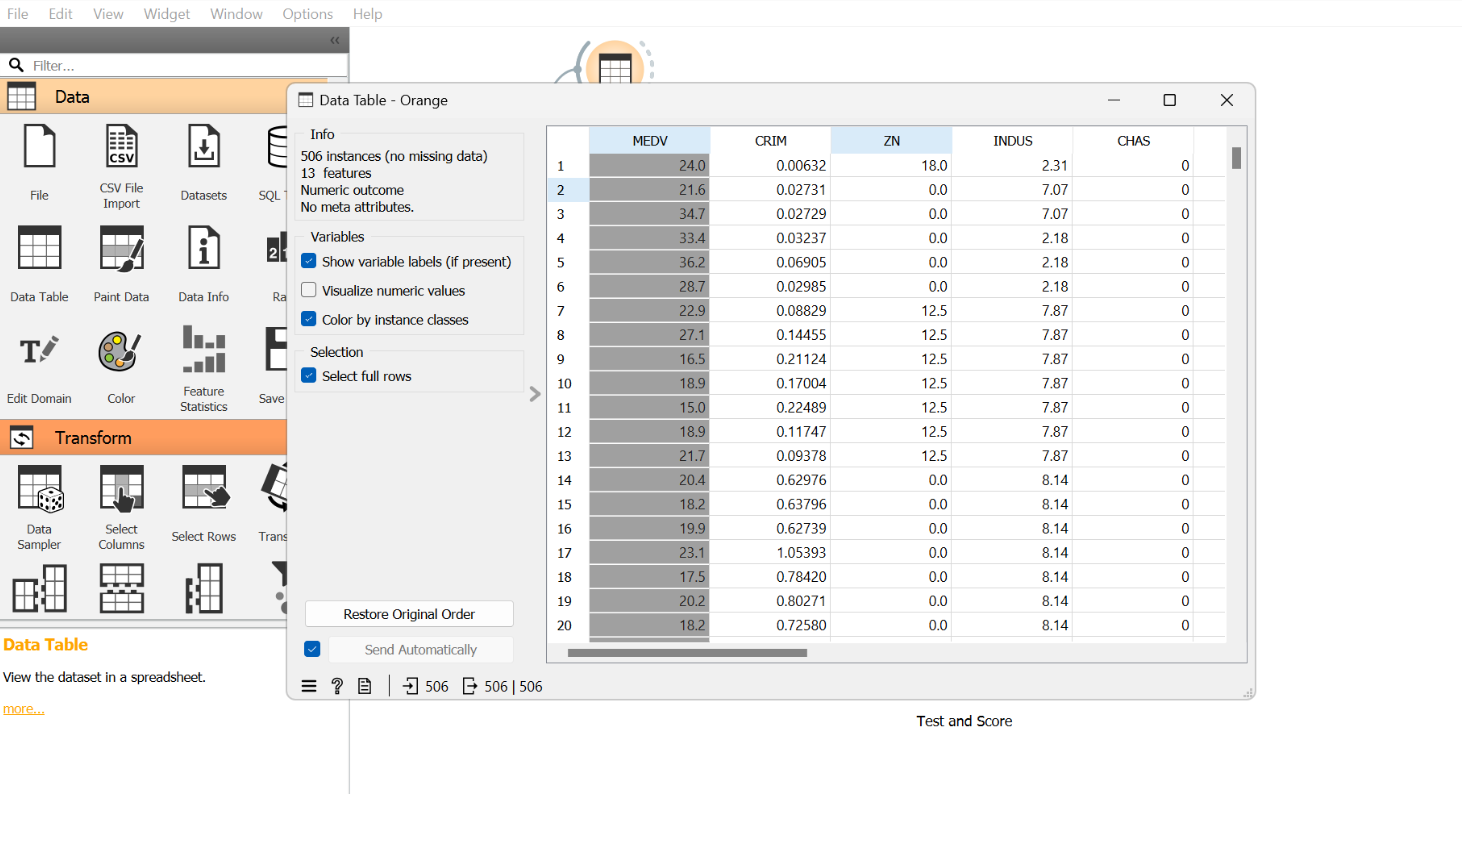 File Edit View Widget Window Options Help
«
Filter...
Data
File
CSV
CSV File Import
Datasets
SQL
Data Table
Paint Data
Data Info
Edit Domain
Color
Feature Statistics
Save
Transform
Data Sampler
Select Columns
Select Rows
Data Table
View the dataset in a spreadsheet.
more...
Data Table - Orange
Info
506 instances (no missing data)
13 features
Numeric outcome
No meta attributes.
Variables
Show variable labels (if present)
Visualize numeric values
Color by instance classes
Selection
Select full rows
Restore Original Order
Send Automatically
506 506 | 506
MEDV CRIM ZN INDUS CHAS
1 24.0 0.00632 18.0 2.31 0
2 21.6 0.02731 0.0 7.07 0
3 34.7 0.02729 0.0 7.07 0
4 33.4 0.03237 0.0 2.18 0
5 36.2 0.06905 0.0 2.18 0
6 28.7 0.02985 0.0 2.18 0
7 22.9 0.08829 12.5 7.87 0
8 27.1 0.14455 12.5 7.87 0
9 16.5 0.21124 12.5 7.87 0
10 18.9 0.17004 12.5 7.87 0
11 15.0 0.22489 12.5 7.87 0
12 18.9 0.11747 12.5 7.87 0
13 21.7 0.09378 12.5 7.87 0
14 20.4 0.62976 0.0 8.14 0
15 18.2 0.63796 0.0 8.14 0
16 19.9 0.62739 0.0 8.14 0
17 23.1 1.05393 0.0 8.14 0
18 17.5 0.78420 0.0 8.14 0
19 20.2 0.80271 0.0 8.14 0
20 18.2 0.72580 0.0 8.14 0
Test and Score